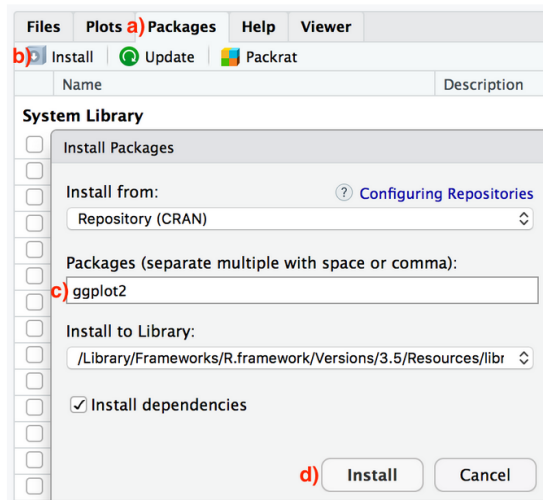 Files Plots a) Packages Help Viewer
b) Install Update Packrat
Name Description
System Library
Install Packages
Install from: ? Configuring Repositories
Repository (CRAN)
Packages (separate multiple with space or comma):
c) ggplot2
Install to Library:
/Library/Frameworks/R.framework/Versions/3.5/Resources/libr
Install dependencies
d) Install Cancel